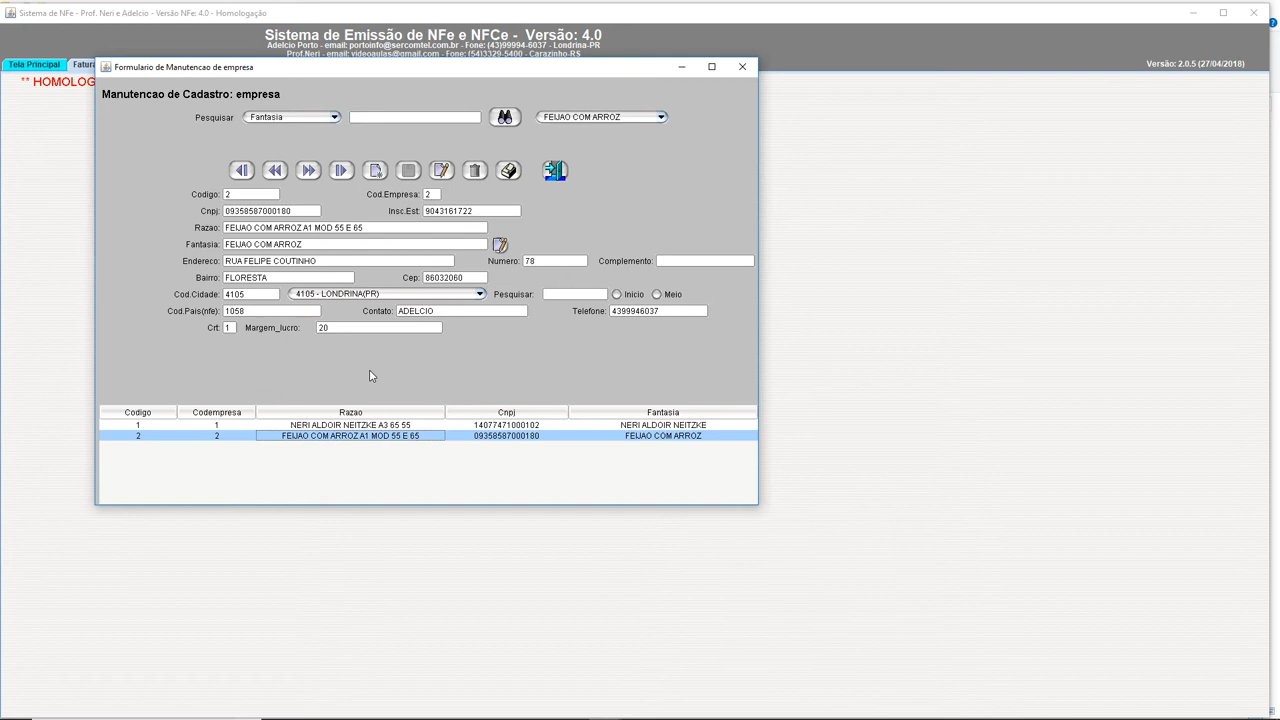 Sistema de NFe - Prof. Neri e Adelcio - Versão NFe: 4.0 - Homologação
Sistema de Emissão de NFe e NFCe - Versão: 4.0
Adelcio Porto - email: portoinfo@sercomtel.com.br - Fone: (43)99994-6037 - Londrina-PR
Prof.Neri - email: videoaulas@gmail.com - Fone: (54)3329-5400 - Carazinho-RS
Tela Principal Fatura
Versão: 2.0.5 (27/04/2018)
** HOMOLOG
Formulario de Manutencao de empresa
Manutencao de Cadastro: empresa
Pesquisar Fantasia FEIJAO COM ARROZ
Codigo: 2 Cod.Empresa: 2
Cnpj: 09358587000180 Insc.Est: 9043161722
Razao: FEIJAO COM ARROZ A1 MOD 55 E 65
Fantasia: FEIJAO COM ARROZ
Endereco: RUA FELIPE COUTINHO Numero: 78 Complemento:
Bairro: FLORESTA Cep: 86032060
Cod.Cidade: 4105 4105 - LONDRINA(PR) Pesquisar: Inicio Meio
Cod.Pais(nfe): 1058 Contato: ADELCIO Telefone: 4399946037
Crt: 1 Margem_lucro: 20
Codigo Codempresa Razao Cnpj Fantasia
1 1 NERI ALDOIR NEITZKE A3 65 55 14077471000102 NERI ALDOIR NEITZKE
2 2 FEIJAO COM ARROZ A1 MOD 55 E 65 09358587000180 FEIJAO COM ARROZ